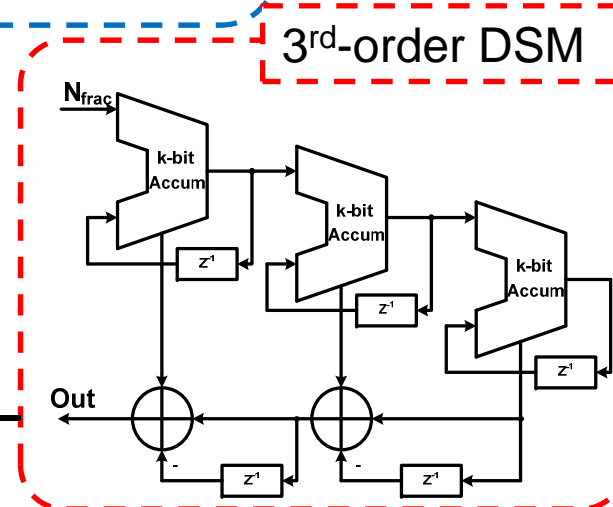 3rd-order DSM
Nfrac
k-bit
Accum
k-bit
Accum
k-bit
Accum
z-1
z-1
z-1
Out
-
-
z-1
z-1